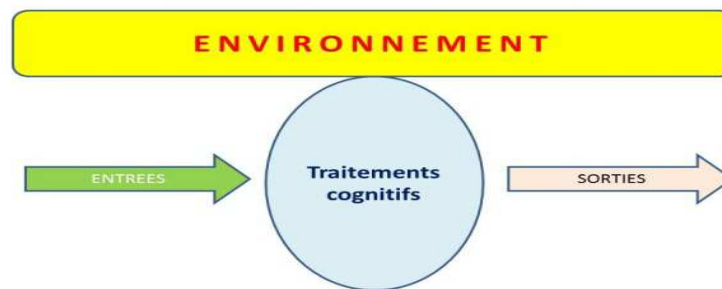 ENVIRONNEMENT
ENTREES
Traitements
cognitifs
SORTIES